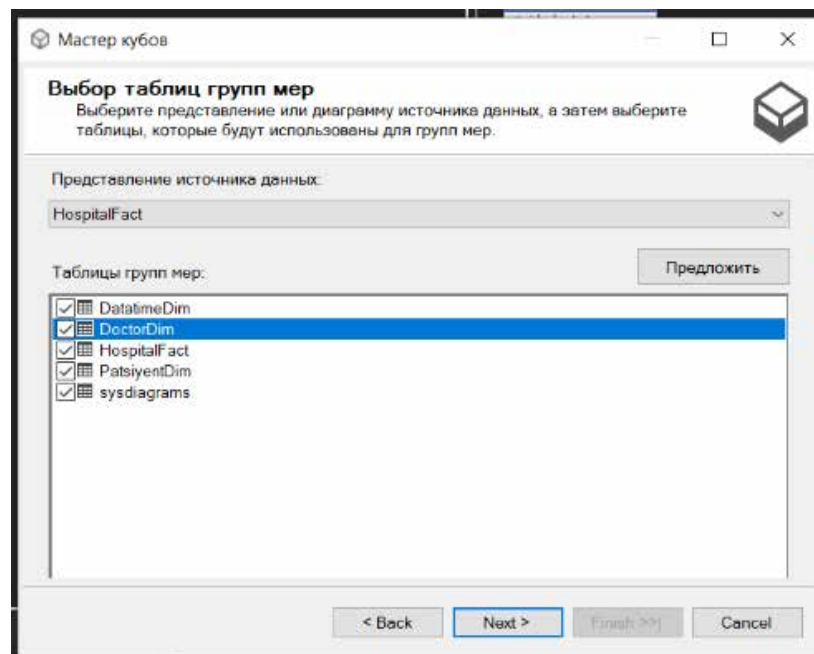 Мастер кубов
Выбор таблиц групп мер
Выберите представление или диаграмму источника данных, а затем выберите
таблицы, которые будут использованы для групп мер.
Представление источника данных:
HospitalFact
Предложить
Таблицы групп мер:
DatatimeDim
DoctorDim
HospitalFact
PatsiyentDim
sysdiagrams
< Back Next > Finish >>| Cancel